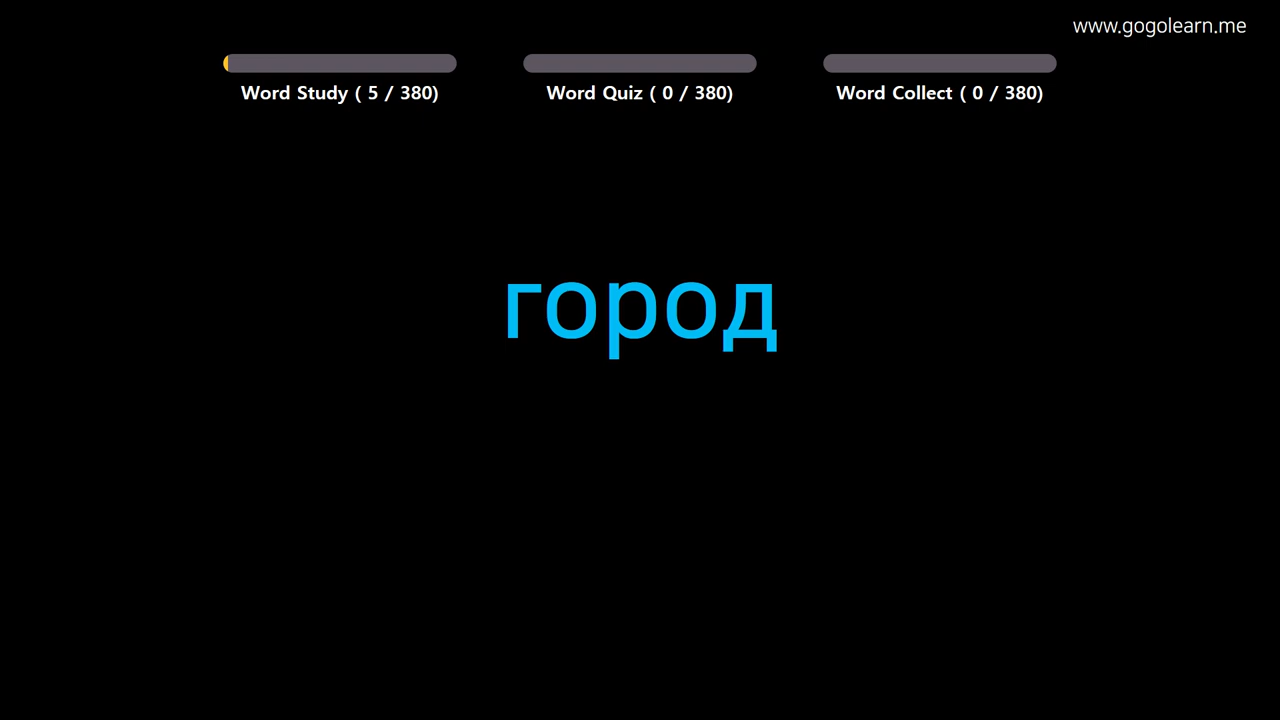 www.gogolearn.me
Word Study ( 5 / 380)
Word Quiz ( 0 / 380)
Word Collect ( 0 / 380)
город